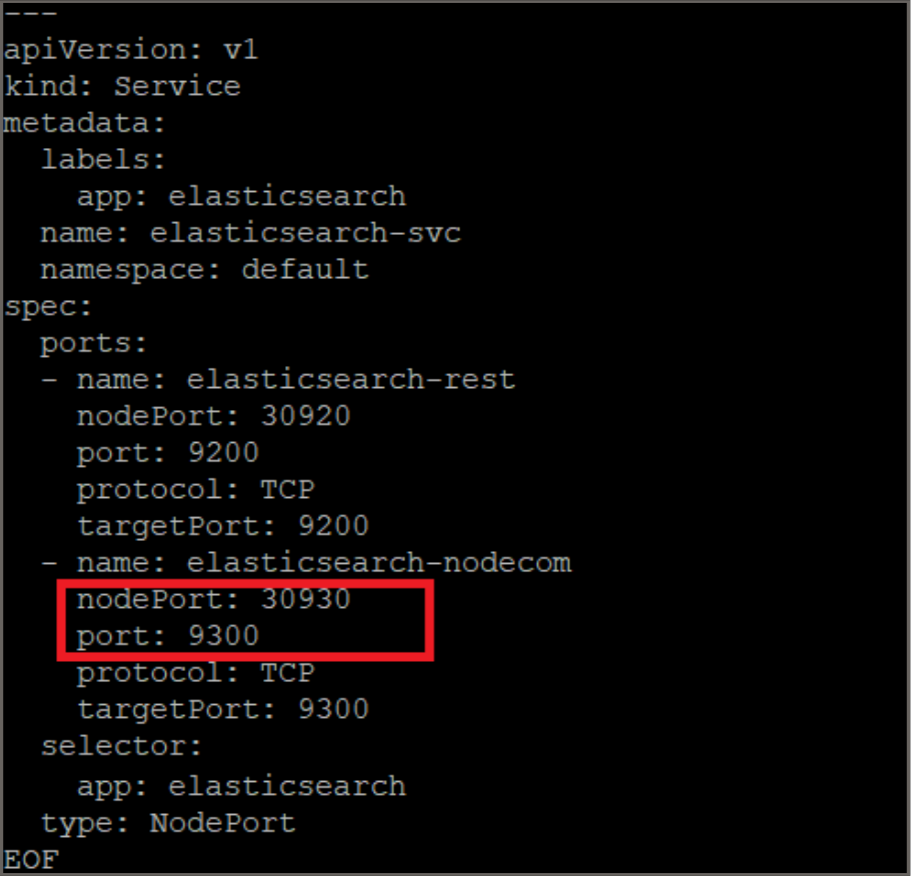 ---
apiVersion: v1
kind: Service
metadata:
  labels:
    app: elasticsearch
  name: elasticsearch-svc
  namespace: default
spec:
  ports:
  - name: elasticsearch-rest
    nodePort: 30920
    port: 9200
    protocol: TCP
    targetPort: 9200
  - name: elasticsearch-nodecom
    nodePort: 30930
    port: 9300
    protocol: TCP
    targetPort: 9300
  selector:
    app: elasticsearch
  type: NodePort
EOF